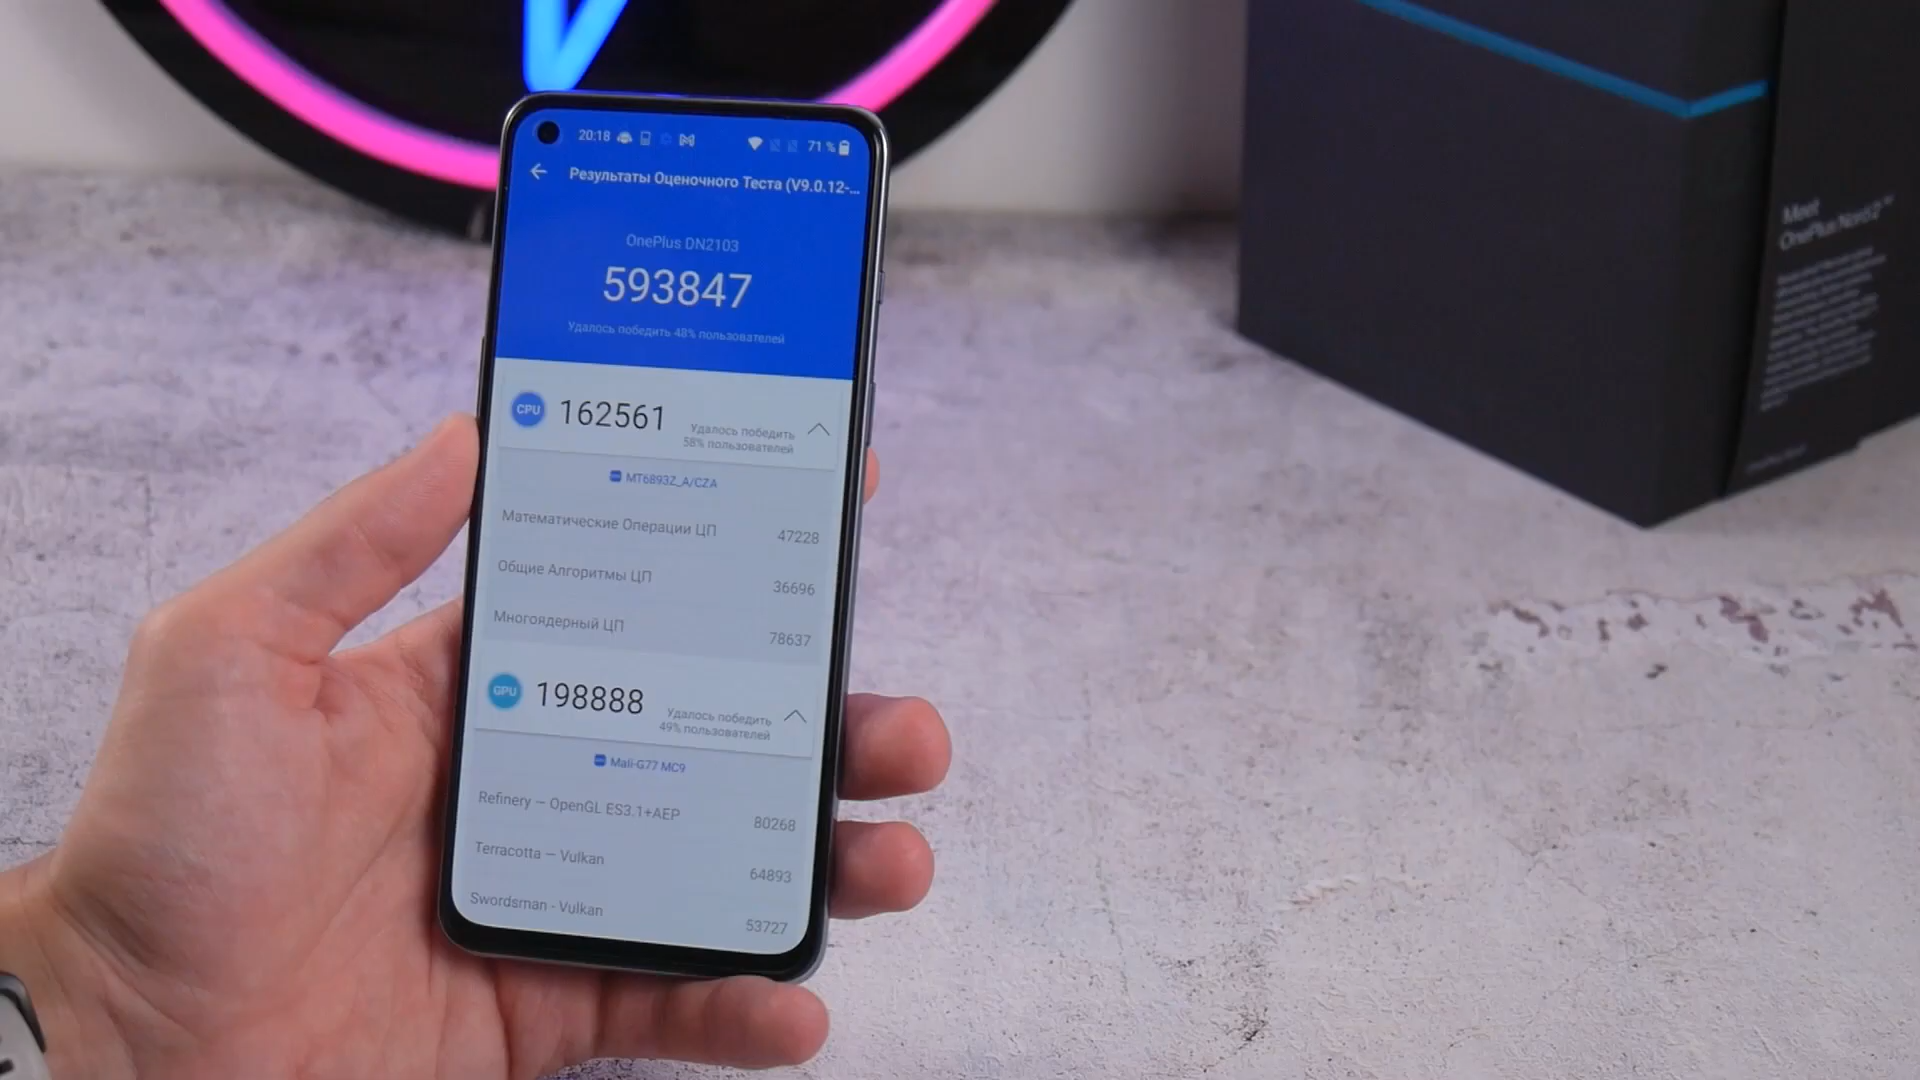 20:18
71 %
Результаты Оценочного Теста (V9.0.12-...
OnePlus DN2103
593847
Удалось победить 48% пользователей
CPU
162561
Удалось победить
58% пользователей
MT6893Z_A/CZA
Математические Операции ЦП
47228
Общие Алгоритмы ЦП
36696
Многоядерный ЦП
78637
GPU
198888
Удалось победить
49% пользователей
Mali-G77 MC9
Refinery — OpenGL ES3.1+AEP
80268
Terracotta — Vulkan
64893
Swordsman - Vulkan
53727
Meet
OnePlus Nord 2